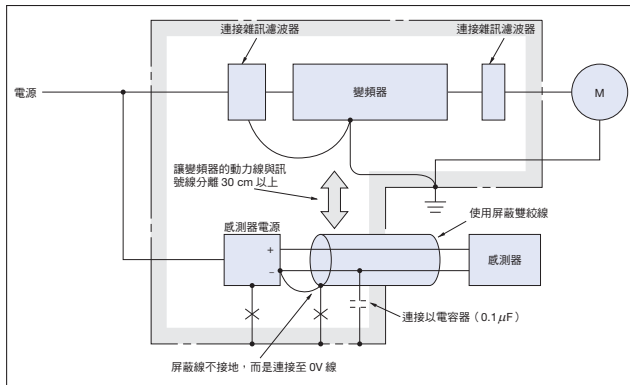 連接雜訊濾波器
連接雜訊濾波器
電源
變頻器
M
讓變頻器的動力線與訊
號線分離 30 cm 以上
使用屏蔽雙絞線
感測器電源
+
−
感測器
連接以電容器（0.1μF）
屏蔽線不接地，而是連接至 0V 線